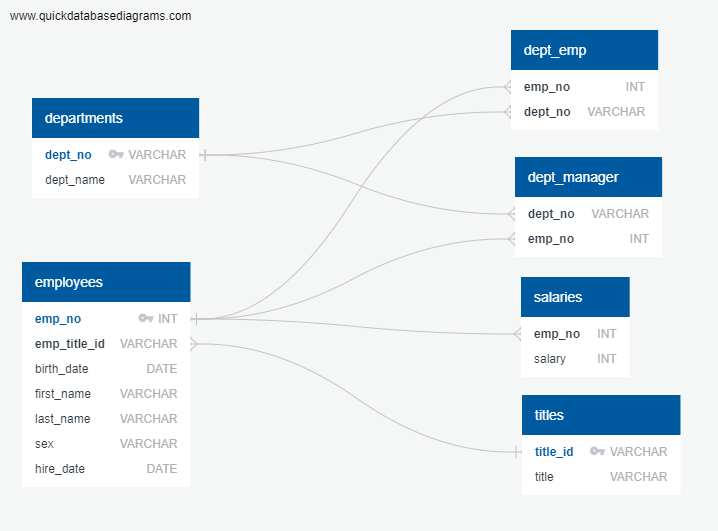 www.quickdatabasediagrams.com
departments
dept_no VARCHAR
dept_name VARCHAR
employees
emp_no INT
emp_title_id VARCHAR
birth_date DATE
first_name VARCHAR
last_name VARCHAR
sex VARCHAR
hire_date DATE
dept_emp
emp_no INT
dept_no VARCHAR
dept_manager
dept_no VARCHAR
emp_no INT
salaries
emp_no INT
salary INT
titles
title_id VARCHAR
title VARCHAR